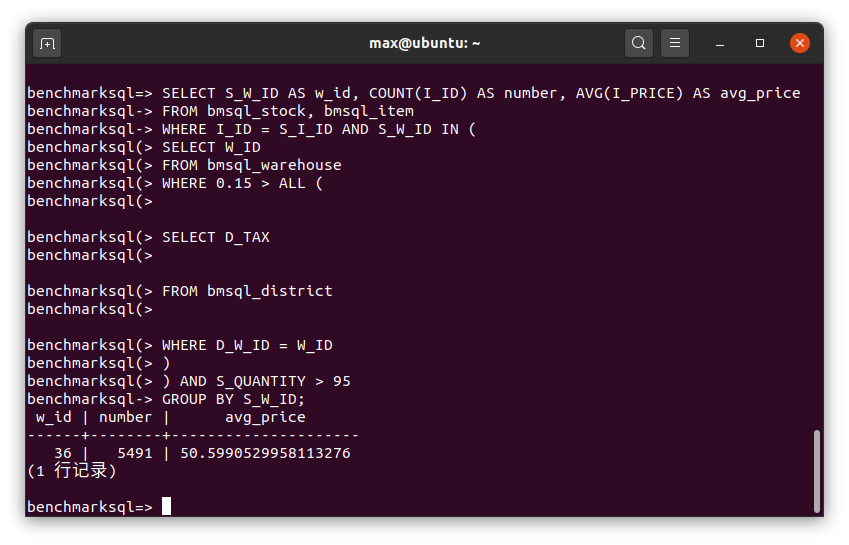 max@ubuntu: ~
benchmarksql=> SELECT S_W_ID AS w_id, COUNT(I_ID) AS number, AVG(I_PRICE) AS avg_price
benchmarksql-> FROM bmsql_stock, bmsql_item
benchmarksql-> WHERE I_ID = S_I_ID AND S_W_ID IN (
benchmarksql(> SELECT W_ID
benchmarksql(> FROM bmsql_warehouse
benchmarksql(> WHERE 0.15 > ALL (
benchmarksql(>
benchmarksql(> SELECT D_TAX
benchmarksql(>
benchmarksql(> FROM bmsql_district
benchmarksql(>
benchmarksql(> WHERE D_W_ID = W_ID
benchmarksql(> )
benchmarksql(> ) AND S_QUANTITY > 95
benchmarksql-> GROUP BY S_W_ID;
 w_id | number |      avg_price
------+--------+---------------------
   36 |   5491 | 50.5990529958113276
(1 行记录)
benchmarksql=>